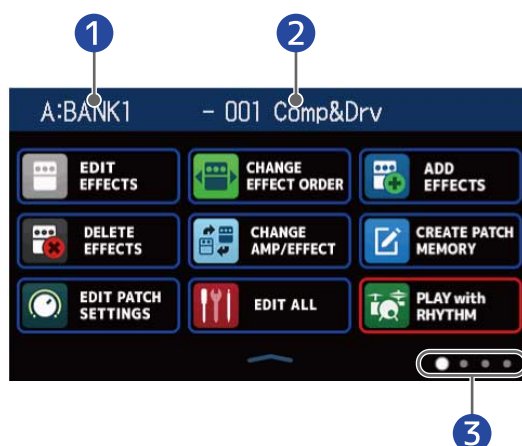 1 2
A:BANK1 - 001 Comp&Drv
EDIT
EFFECTS
CHANGE
EFFECT ORDER
ADD
EFFECTS
DELETE
EFFECTS
CHANGE
AMP/EFFECT
CREATE PATCH
MEMORY
EDIT PATCH
SETTINGS
EDIT ALL
PLAY with
RHYTHM
3